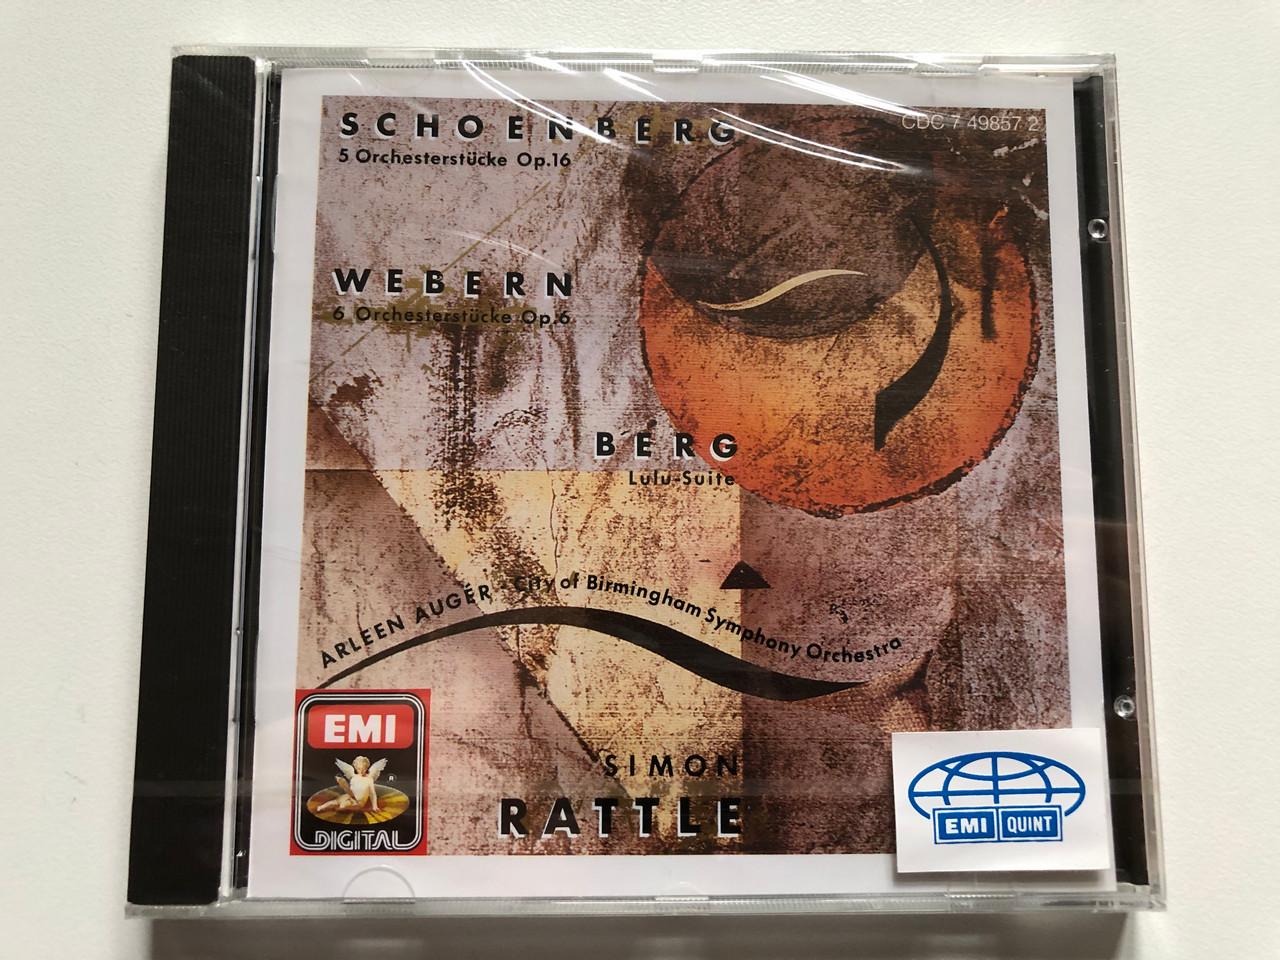 SCHOENBERG
CDC 7 49857 2
5 Orchesterstücke Op.16
WEBERN
6 Orchesterstücke Op.6
BERG
Lulu-Suite
ARLEEN AUGÉR · City of Birmingham Symphony Orchestra
SIMON
RATTLE
EMI
®
DIGITAL
EMI QUINT